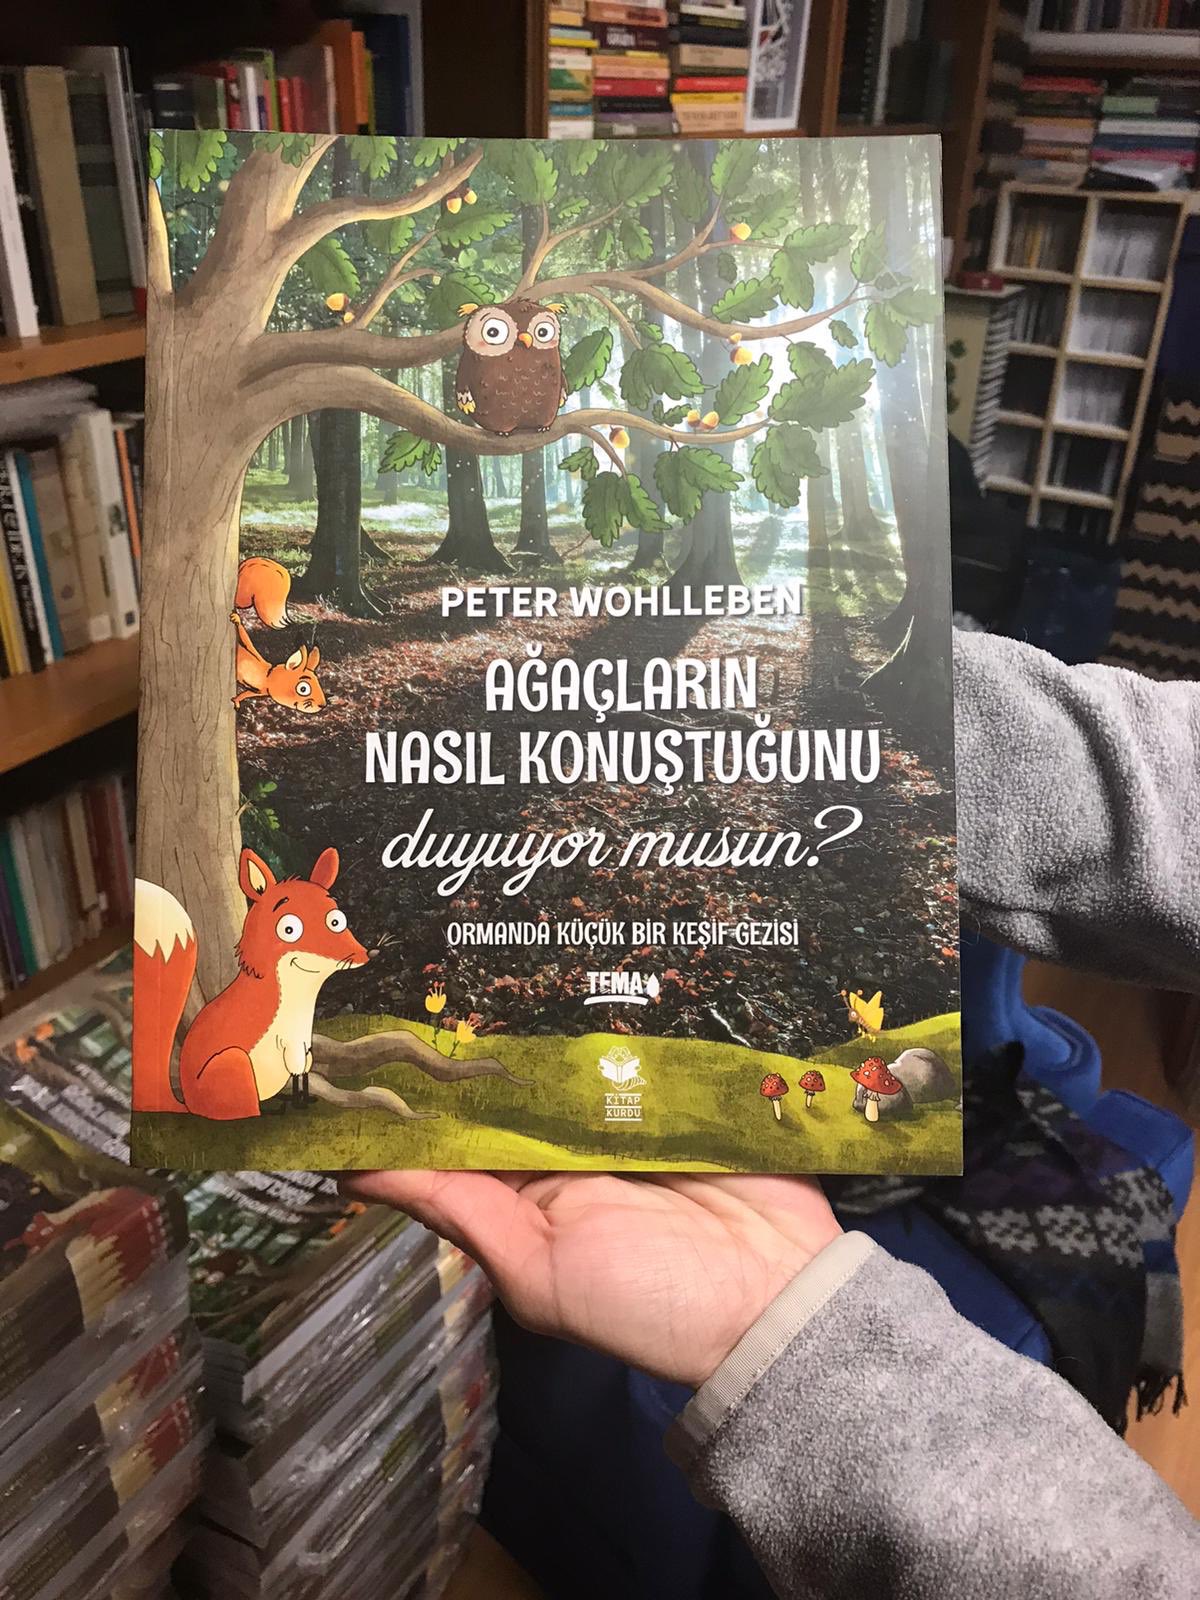 PETER WOHLLEBEN
AĞAÇLARIN
NASIL KONUŞTUĞUNU
duyuyor musun?
ORMANDA KÜÇÜK BİR KEŞİF GEZİSİ
TEMA
KİTAP
KURDU